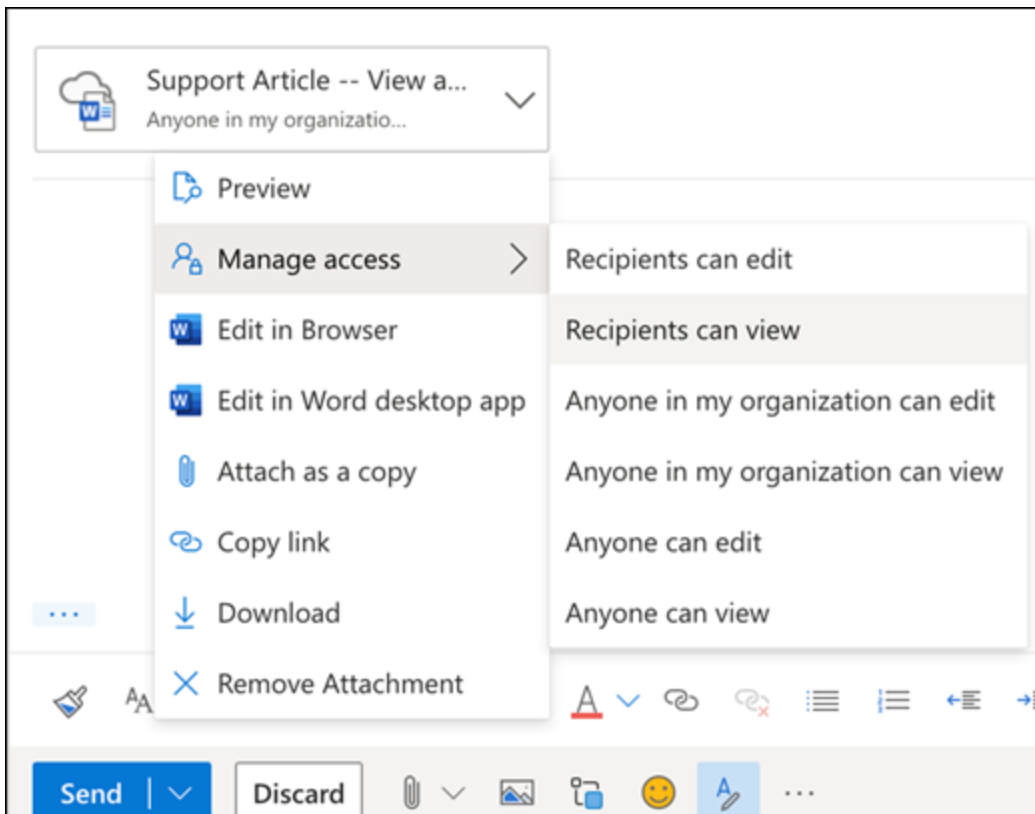 Support Article -- View a...
Anyone in my organizatio...
Preview
Manage access
Recipients can edit
Recipients can view
Edit in Browser
Edit in Word desktop app
Anyone in my organization can edit
Attach as a copy
Anyone in my organization can view
Copy link
Anyone can edit
Download
Anyone can view
Remove Attachment
Send
Discard